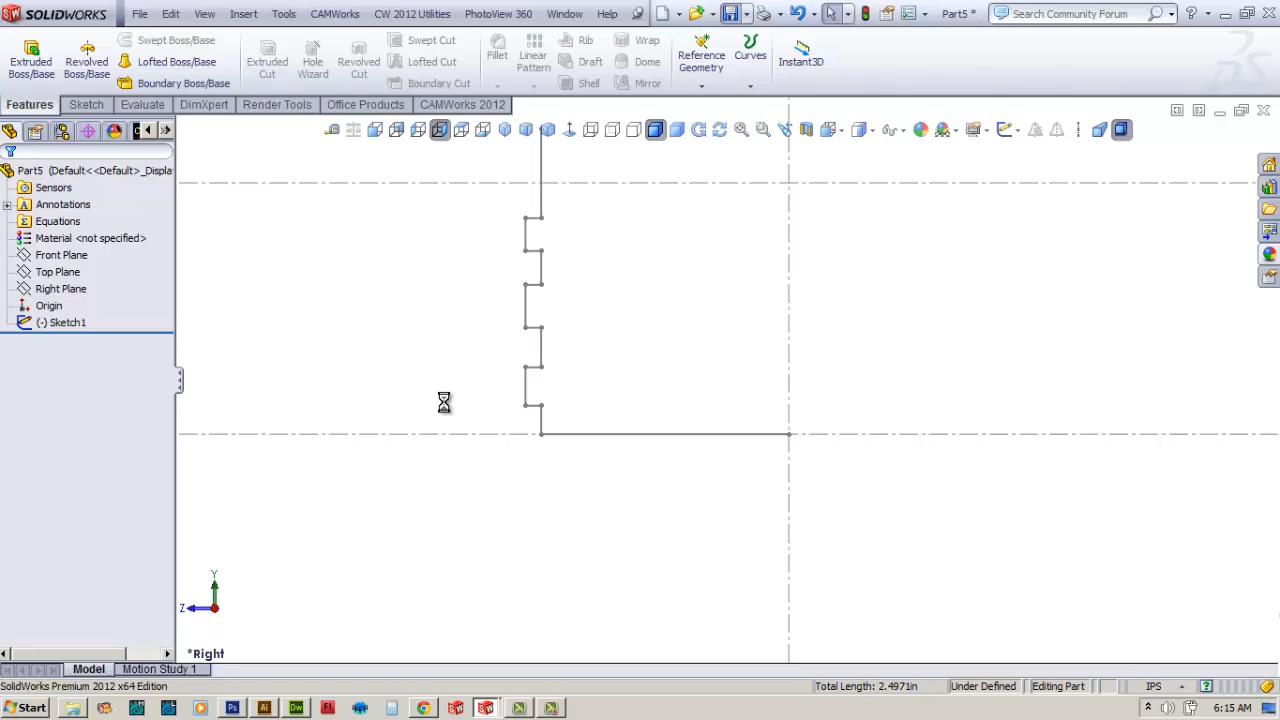 SOLIDWORKS File Edit View Insert Tools CAMWorks CW 2012 Utilities PhotoView 360 Window Help Part5 * Search Community Forum
Extruded Boss/Base
Revolved Boss/Base
Swept Boss/Base
Lofted Boss/Base
Boundary Boss/Base
Extruded Cut
Hole Wizard
Revolved Cut
Swept Cut
Lofted Cut
Boundary Cut
Fillet
Linear Pattern
Rib
Draft
Shell
Wrap
Dome
Mirror
Reference Geometry
Curves
Instant3D
Features Sketch Evaluate DimXpert Render Tools Office Products CAMWorks 2012
Part5 (Default<<Default>_Displa
Sensors
Annotations
Equations
Material <not specified>
Front Plane
Top Plane
Right Plane
Origin
(-) Sketch1
Y
Z
*Right
Model Motion Study 1
SolidWorks Premium 2012 x64 Edition Total Length: 2.4971in Under Defined Editing Part IPS
Start 6:15 AM